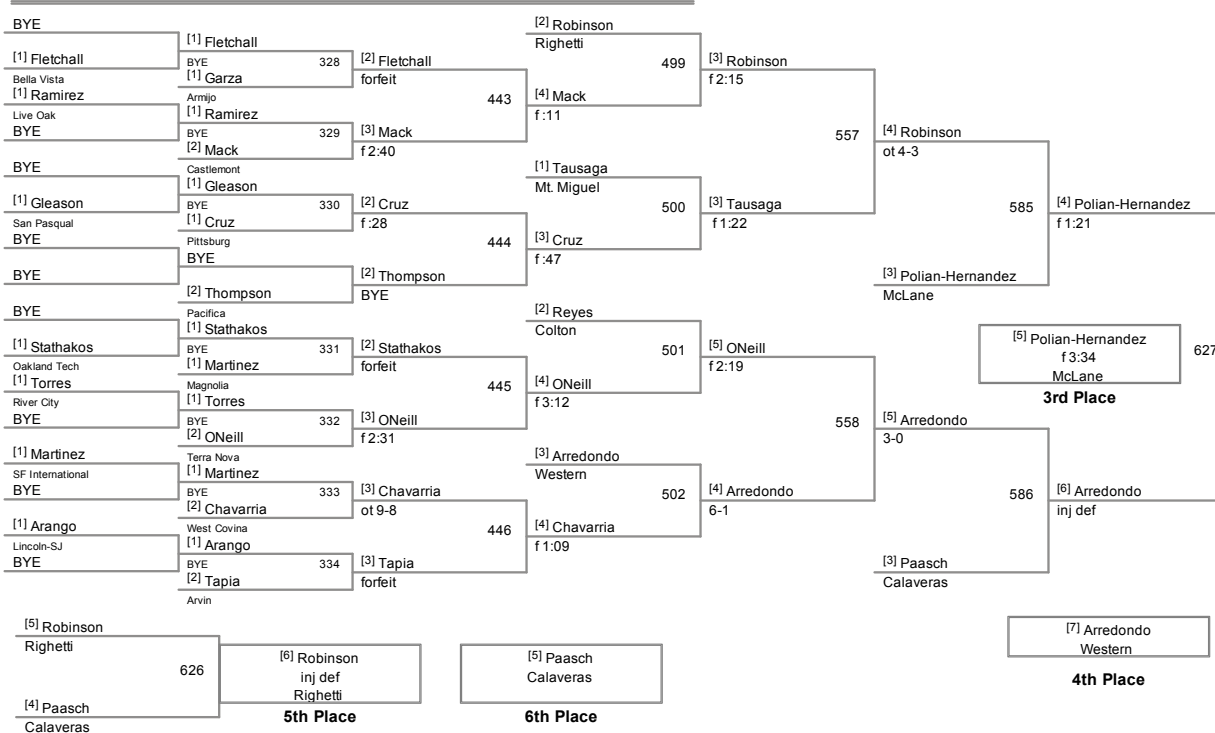 BYE
[1] Fletchall
Bella Vista
[1] Ramirez
Live Oak
BYE
BYE
[1] Gleason
San Pasqual
BYE
BYE
BYE
[1] Stathakos
Oakland Tech
[1] Torres
River City
BYE
[1] Martinez
SF International
BYE
[1] Arango
Lincoln-SJ
BYE
[1] Fletchall
BYE 328
[1] Garza
Armijo
[1] Ramirez
BYE 329
[2] Mack
Castlemont
[1] Gleason
BYE 330
[1] Cruz
Pittsburg
BYE
[2] Thompson
Pacifica
[1] Stathakos
BYE 331
[1] Martinez
Magnolia
[1] Torres
BYE 332
[2] ONeill
Terra Nova
[1] Martinez
BYE 333
[2] Chavarria
West Covina
[1] Arango
BYE 334
[2] Tapia
Arvin
[2] Fletchall
forfeit
443
[3] Mack
f 2:40
[2] Cruz
f :28
444
[2] Thompson
BYE
[2] Stathakos
forfeit
445
[3] ONeill
f 2:31
[3] Chavarria
ot 9-8
446
[3] Tapia
forfeit
[2] Robinson
Righetti
499
[4] Mack
f :11
[1] Tausaga
Mt. Miguel
500
[3] Cruz
f :47
[2] Reyes
Colton
501
[4] ONeill
f 3:12
[3] Arredondo
Western
502
[4] Chavarria
f 1:09
[3] Robinson
f 2:15
557
[3] Tausaga
f 1:22
[5] ONeill
f 2:19
558
[4] Arredondo
6-1
[4] Robinson
ot 4-3
585
[3] Polian-Hernandez
McLane
[5] Arredondo
3-0
586
[3] Paasch
Calaveras
[4] Polian-Hernandez
f 1:21
[5] Polian-Hernandez
f 3:34
McLane
627
3rd Place
[6] Arredondo
inj def
[7] Arredondo
Western
4th Place
[5] Robinson
Righetti
626
[4] Paasch
Calaveras
[6] Robinson
inj def
Righetti
5th Place
[5] Paasch
Calaveras
6th Place